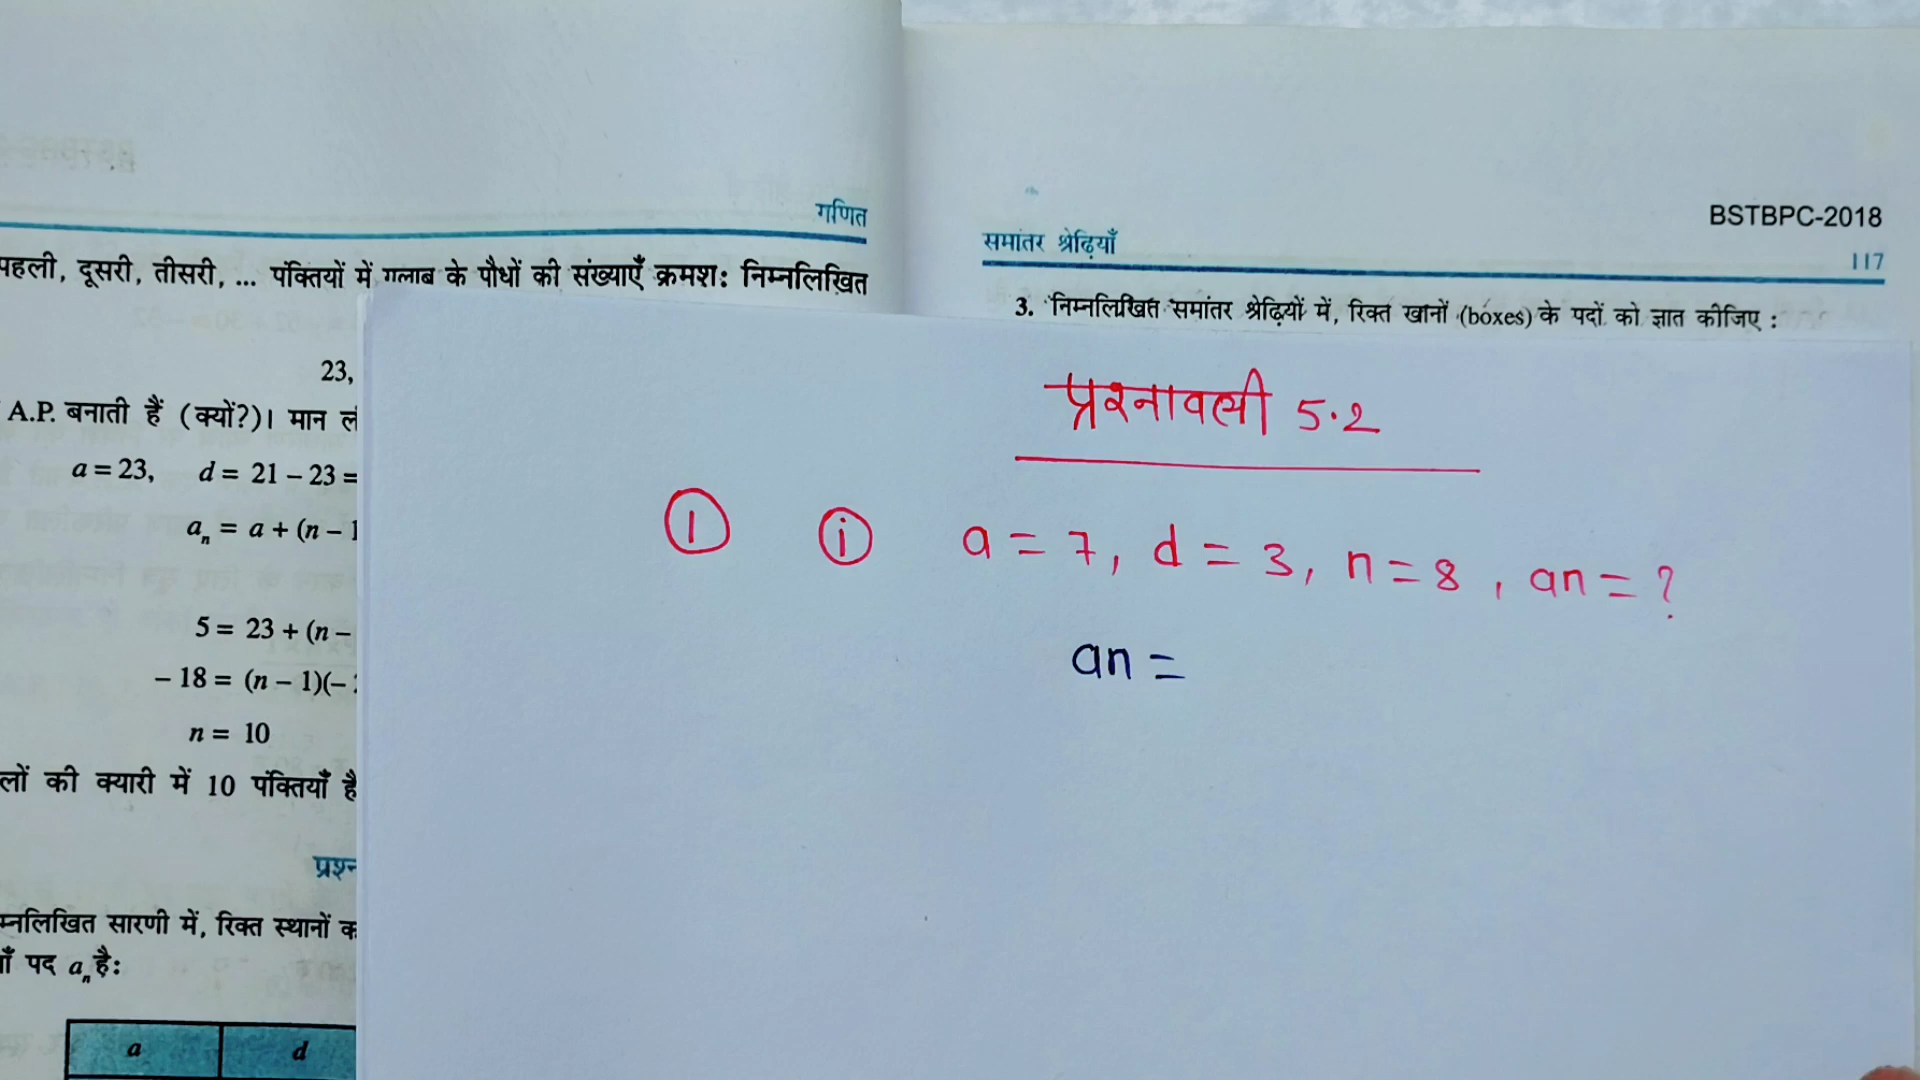 गणित
पहली, दूसरी, तीसरी, ... पंक्तियों में गुलाब के पौधों की संख्याएँ क्रमश: निम्नलिखित
23,
A.P. बनाती हैं (क्यों?)। मान
a = 23, d = 21 – 23 =
aₙ = a + (n – 1
5 = 23 + (n –
– 18 = (n – 1)(–
n = 10
लों की क्यारी में 10 पंक्तियाँ है
प्रश्न
म्नलिखित सारणी में, रिक्त स्थानों क
ाँ पद aₙ है:
a d
BSTBPC-2018
समांतर श्रेढ़ियाँ 117
3. निम्नलिखित समांतर श्रेढ़ियों में, रिक्त खानों (boxes) के पदों को ज्ञात कीजिए :
प्रश्नावली 5.2
① ⓘ a = 7, d = 3, n = 8, an = ?
an =